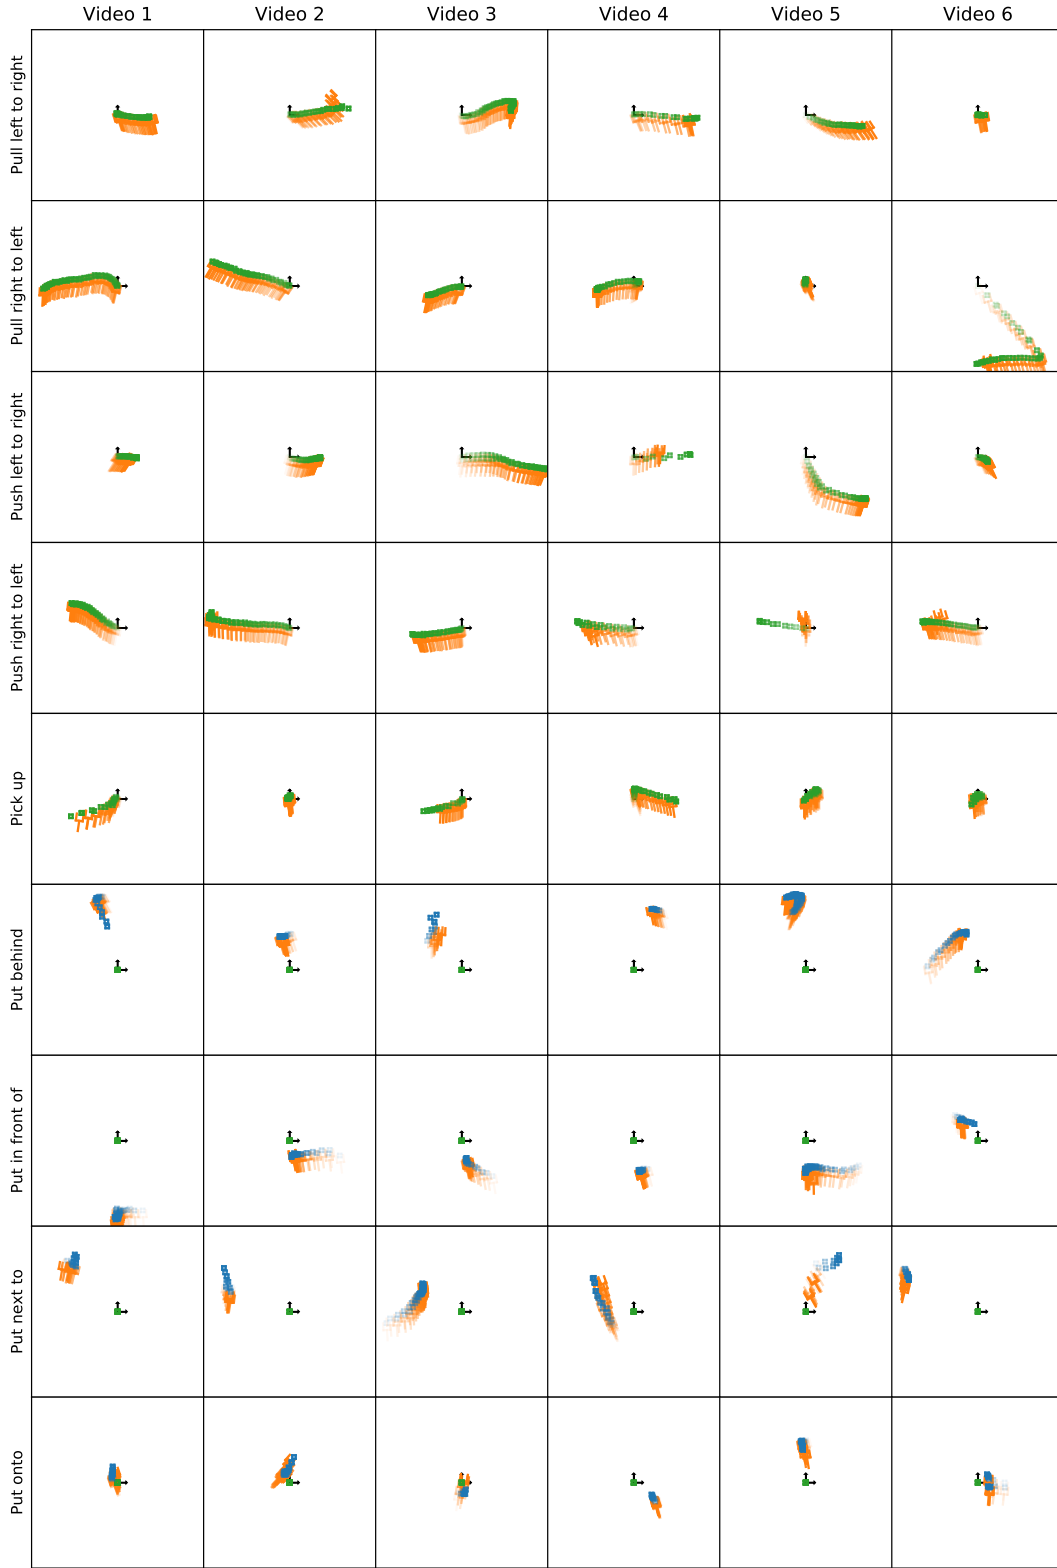 Video 1 Video 2 Video 3 Video 4 Video 5 Video 6
Pull left to right
Pull right to left
Push left to right
Push right to left
Pick up
Put behind
Put in front of
Put next to
Put onto